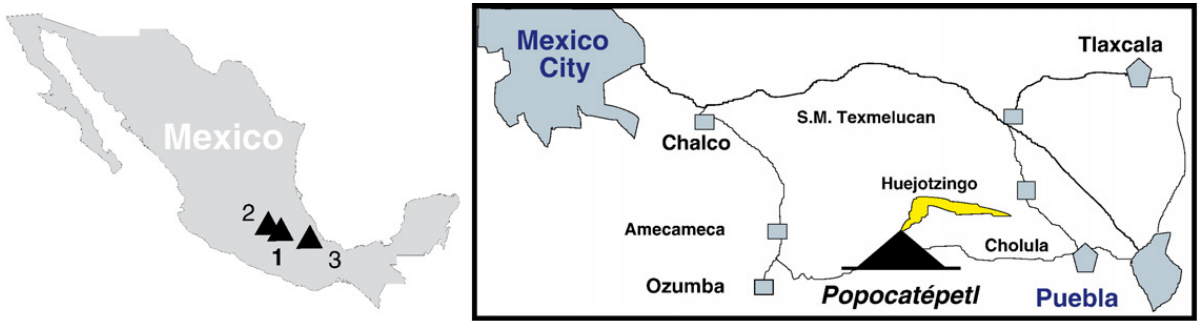 Mexico
2
1
3
Mexico
City
Tlaxcala
S.M. Texmelucan
Chalco
Huejotzingo
Amecameca
Cholula
Ozumba
Popocatépetl
Puebla